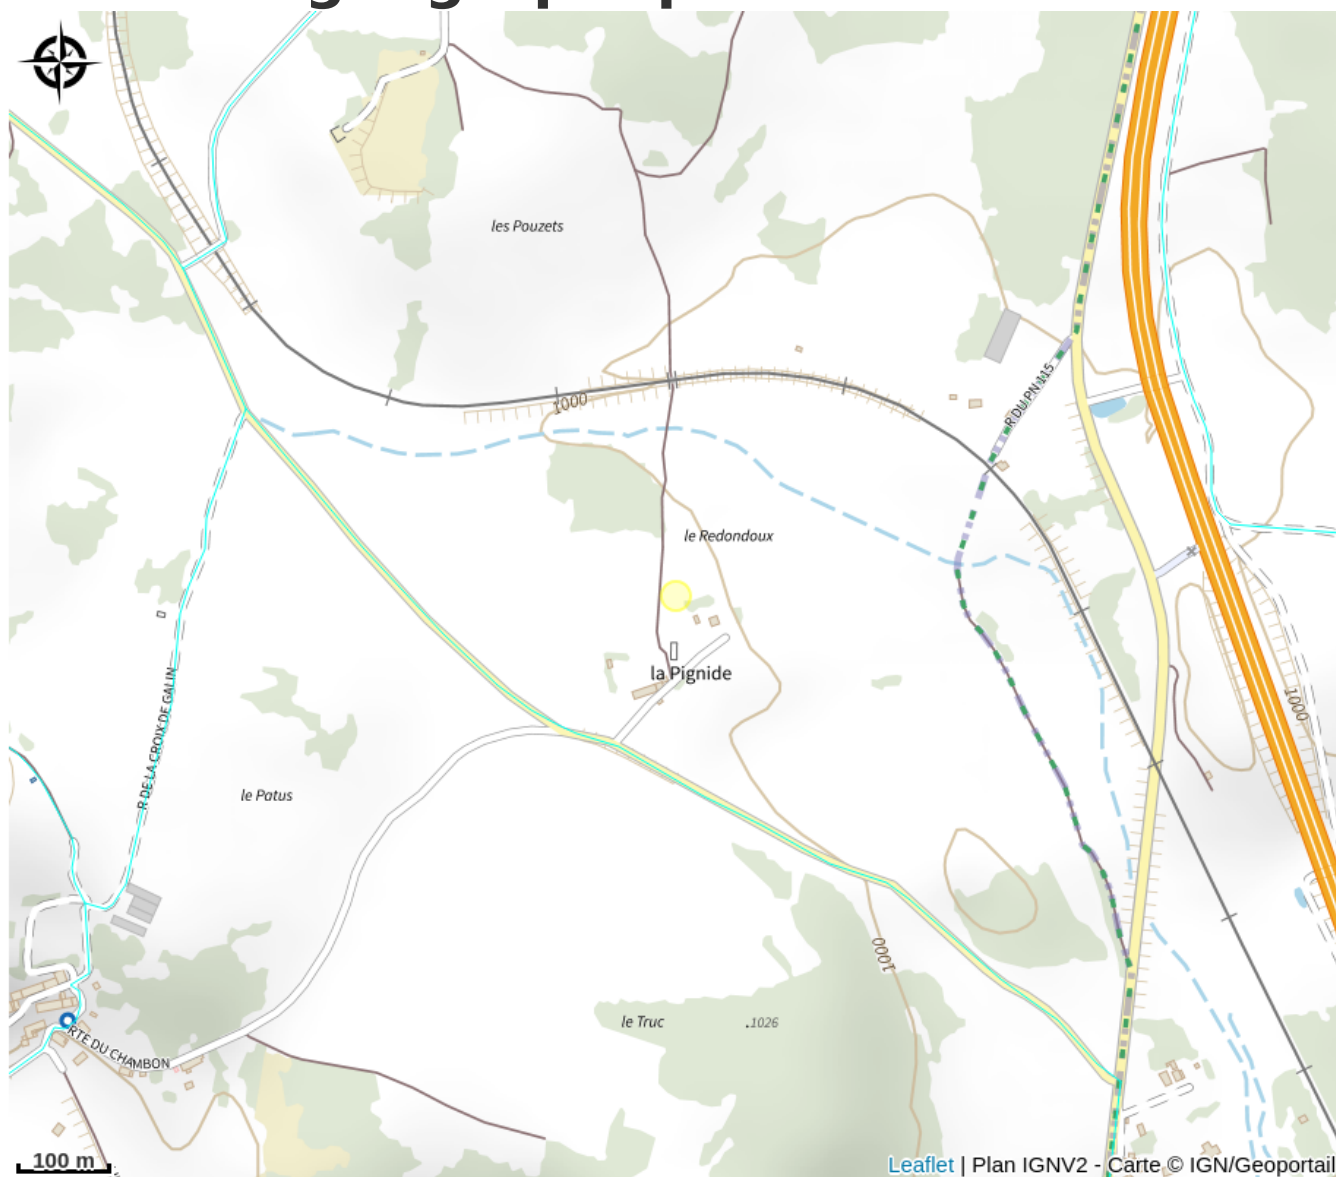 les Pouzets
1000
R DU PN 115
le Redondoux
la Pignide
R DE LA CROIX DE GALIN
1000
le Patus
1000
le Truc
.1026
RTE DU CHAMBON
100 m
Leaflet | Plan IGNV2 - Carte © IGN/Geoportail